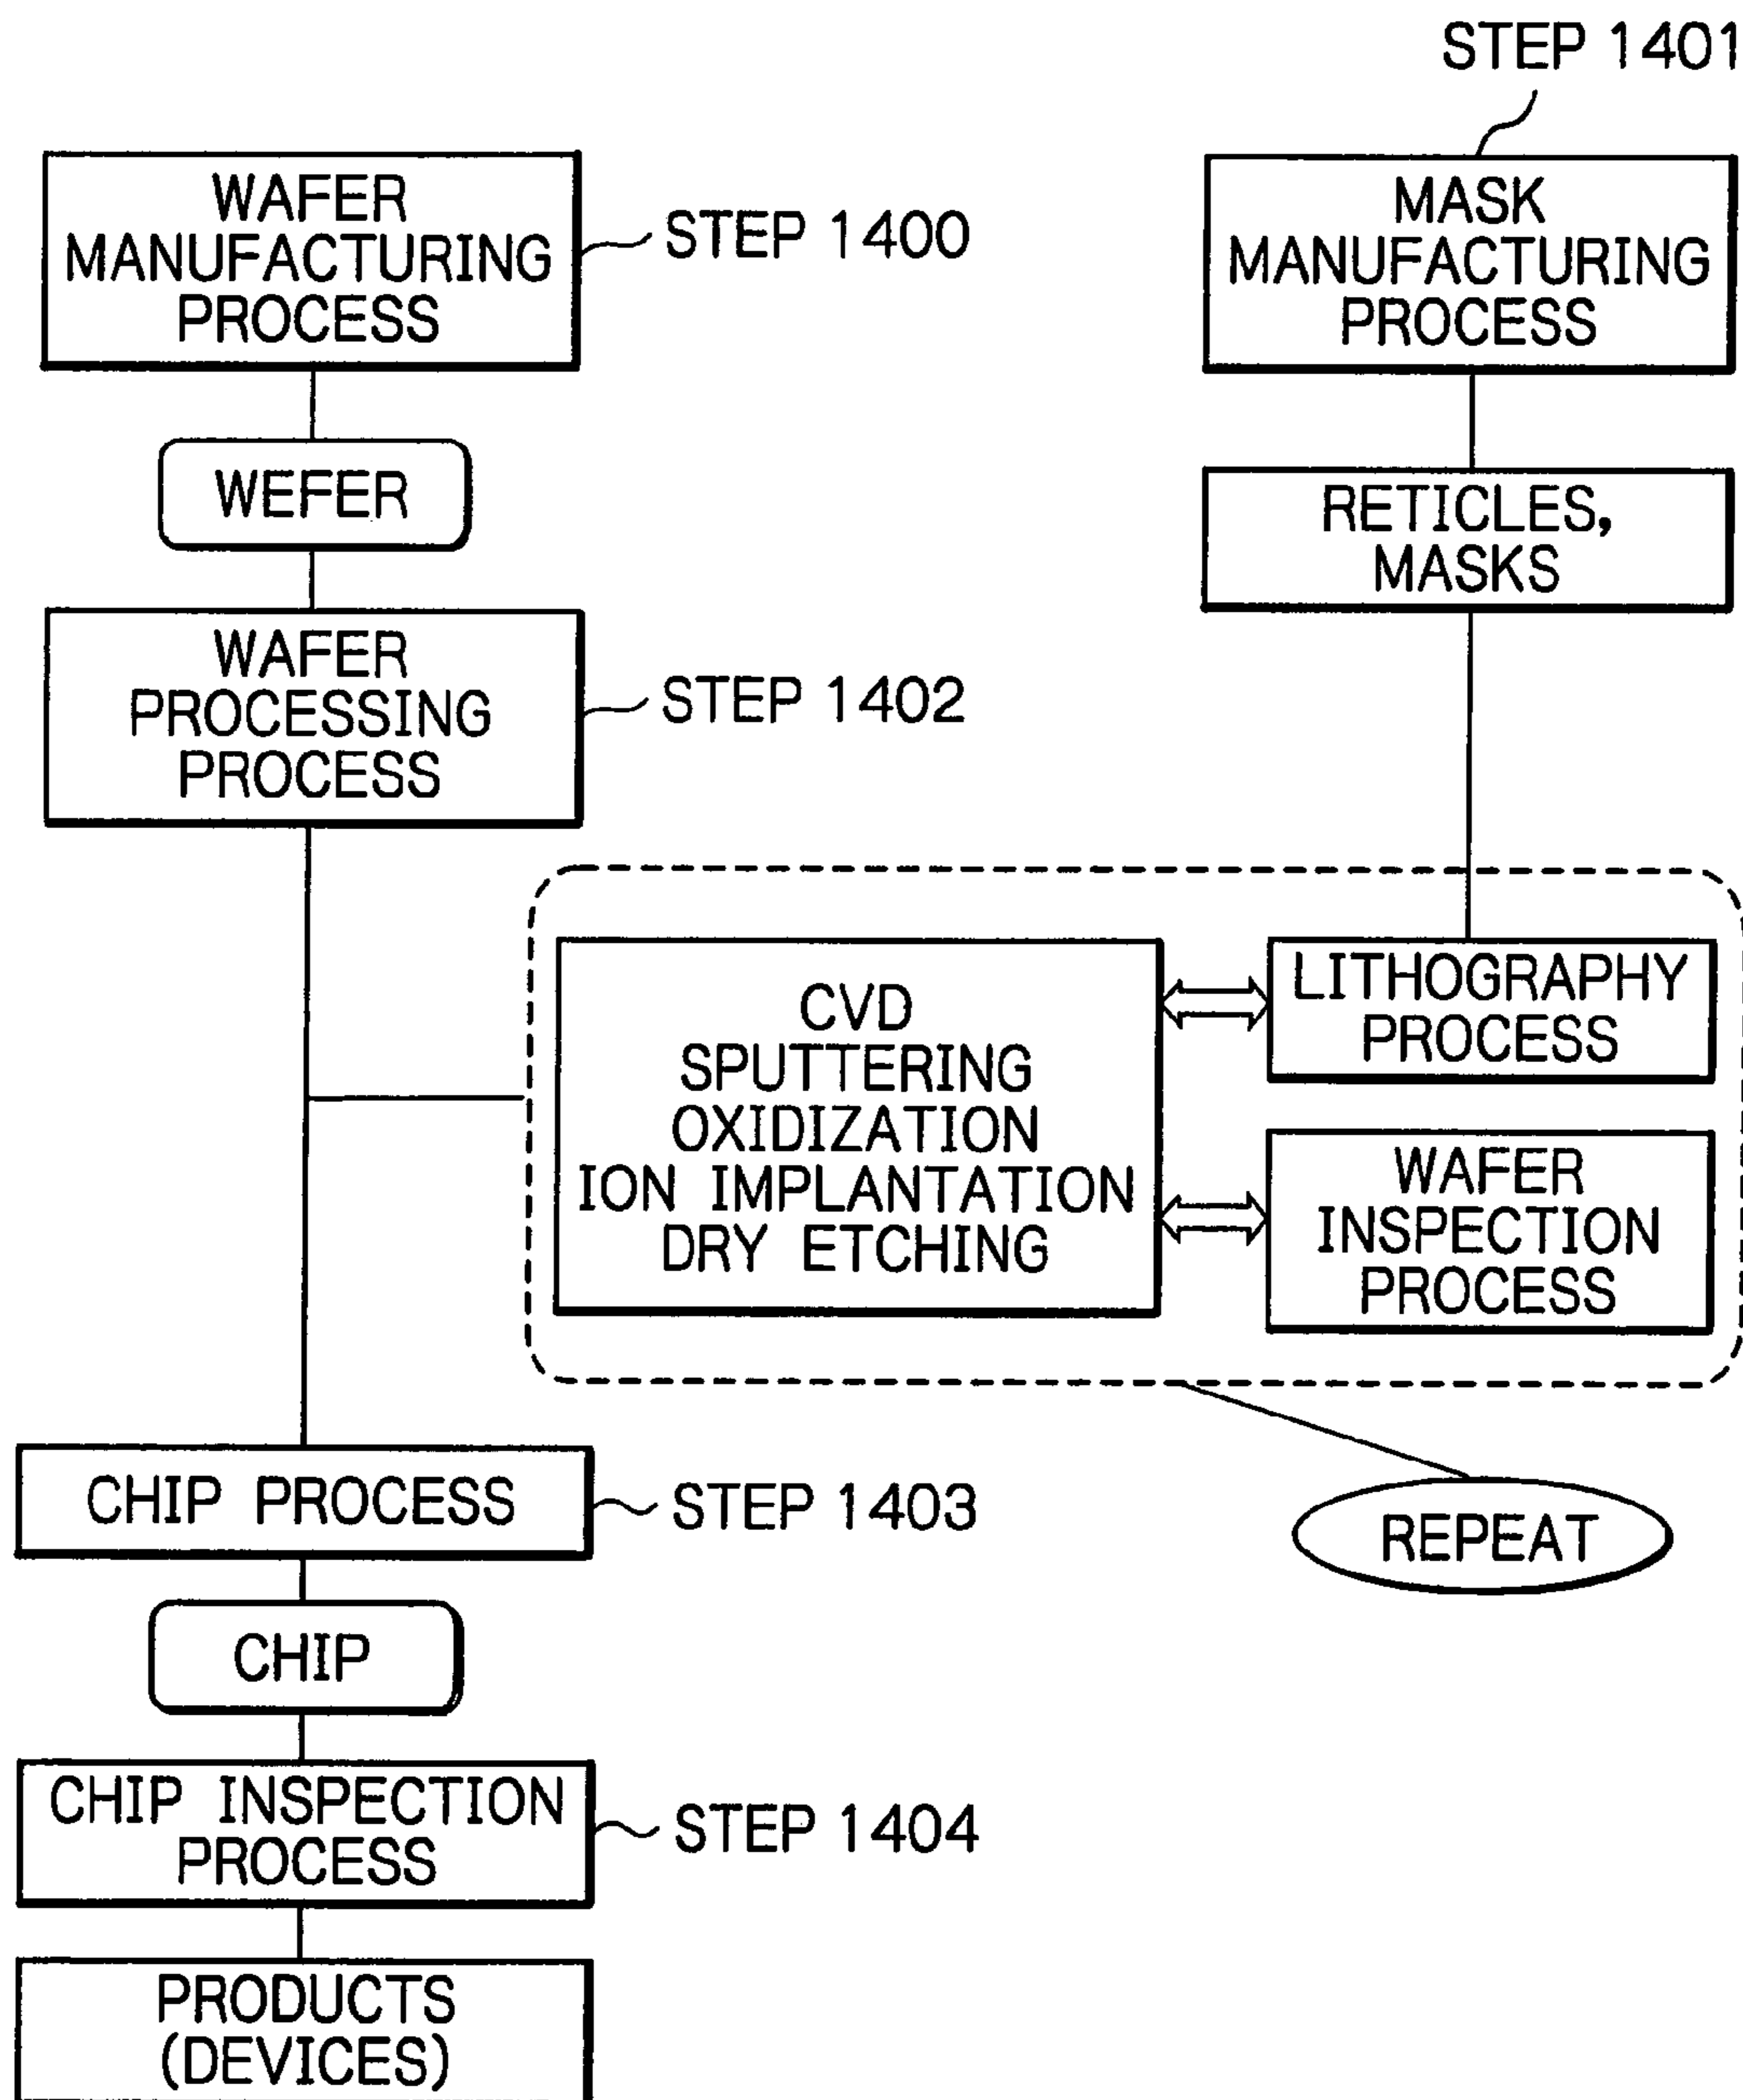 STEP 1401
WAFER
MANUFACTURING
PROCESS
STEP 1400
MASK
MANUFACTURING
PROCESS
WEFER
RETICLES,
MASKS
WAFER
PROCESSING
PROCESS
STEP 1402
CVD
SPUTTERING
OXIDIZATION
ION IMPLANTATION
DRY ETCHING
LITHOGRAPHY
PROCESS
WAFER
INSPECTION
PROCESS
CHIP PROCESS
STEP 1403
REPEAT
CHIP
CHIP INSPECTION
PROCESS
STEP 1404
PRODUCTS
(DEVICES)